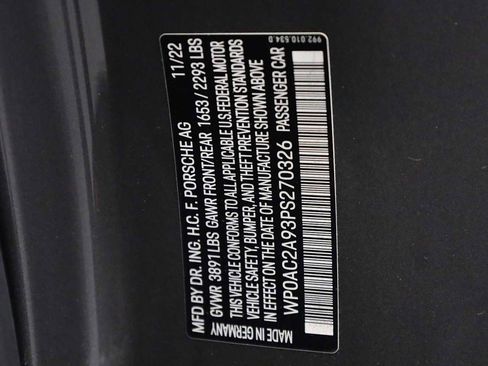 992.010.534.D
MFD BY DR. ING. H.C. F. PORSCHE AG 11/22
GVWR 3891LBS GAWR FRONT/REAR 1653/2293 LBS
THIS VEHICLE CONFORMS TO ALL APPLICABLE U.S.FEDERAL MOTOR
VEHICLE SAFETY, BUMPER, AND THEFT PREVENTION STANDARDS
IN EFFECT ON THE DATE OF MANUFACTURE SHOWN ABOVE
WP0AC2A93PS270326 PASSENGER CAR
MADE IN GERMANY